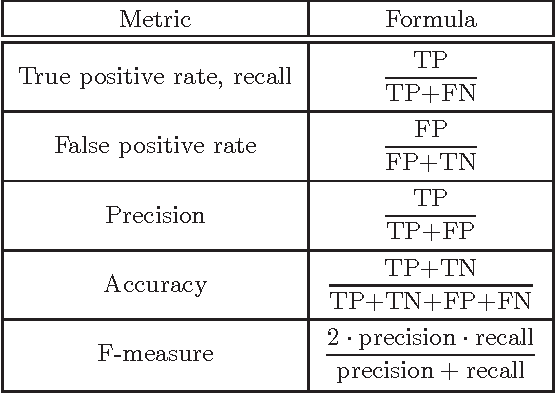 Metric Formula
True positive rate, recall TP
TP+FN
False positive rate FP
FP+TN
Precision TP
TP+FP
Accuracy TP+TN
TP+TN+FP+FN
F-measure 2 · precision · recall
precision + recall